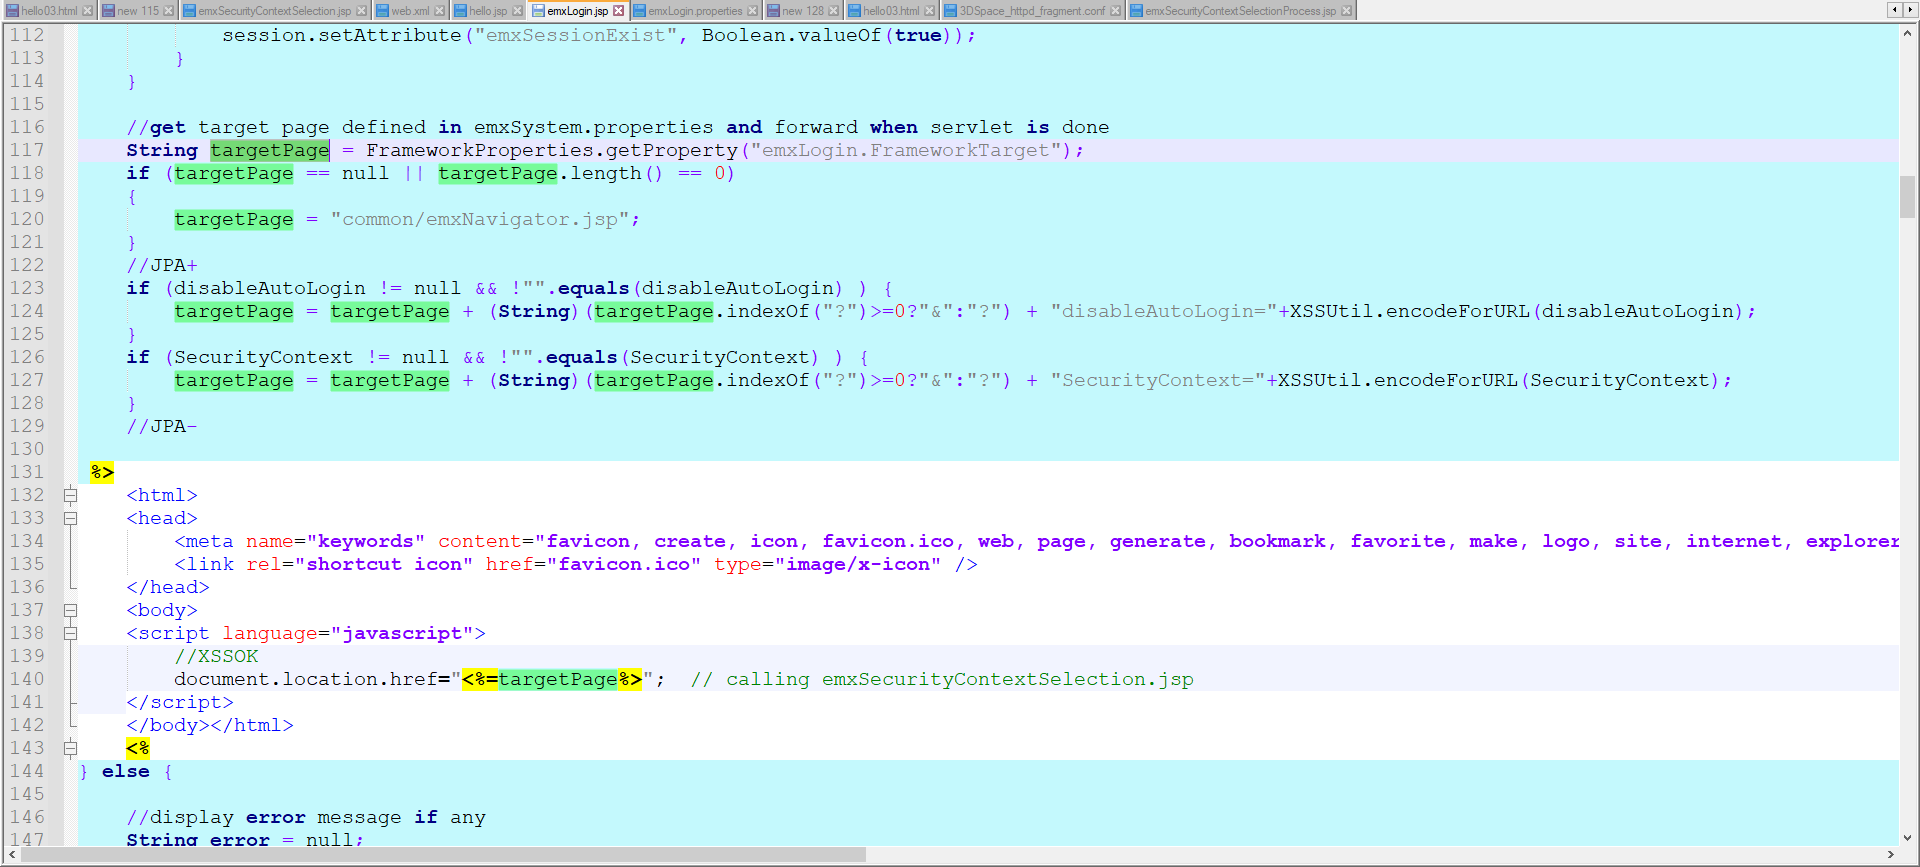 hello03.html new 115 emxSecurityContextSelection.jsp web.xml hello.jsp emxLogin.jsp emxLogin.properties new 128 hello03.html 3DSpace_httpd_fragment.conf emxSecurityContextSelectionProcess.jsp
112 session.setAttribute("emxSessionExist", Boolean.valueOf(true));
113 }
114 }
115
116 //get target page defined in emxSystem.properties and forward when servlet is done
117 String targetPage = FrameworkProperties.getProperty("emxLogin.FrameworkTarget");
118 if (targetPage == null || targetPage.length() == 0)
119 {
120 targetPage = "common/emxNavigator.jsp";
121 }
122 //JPA+
123 if (disableAutoLogin != null && !"".equals(disableAutoLogin) ) {
124 targetPage = targetPage + (String)(targetPage.indexOf("?")>=0?"&":"?") + "disableAutoLogin="+XSSUtil.encodeForURL(disableAutoLogin);
125 }
126 if (SecurityContext != null && !"".equals(SecurityContext) ) {
127 targetPage = targetPage + (String)(targetPage.indexOf("?")>=0?"&":"?") + "SecurityContext="+XSSUtil.encodeForURL(SecurityContext);
128 }
129 //JPA-
130
131 %>
132 <html>
133 <head>
134 <meta name="keywords" content="favicon, create, icon, favicon.ico, web, page, generate, bookmark, favorite, make, logo, site, internet, explorer
135 <link rel="shortcut icon" href="favicon.ico" type="image/x-icon" />
136 </head>
137 <body>
138 <script language="javascript">
139 //XSSOK
140 document.location.href="<%=targetPage%>"; // calling emxSecurityContextSelection.jsp
141 </script>
142 </body></html>
143 <%
144 } else {
145
146 //display error message if any
147 String error = null;